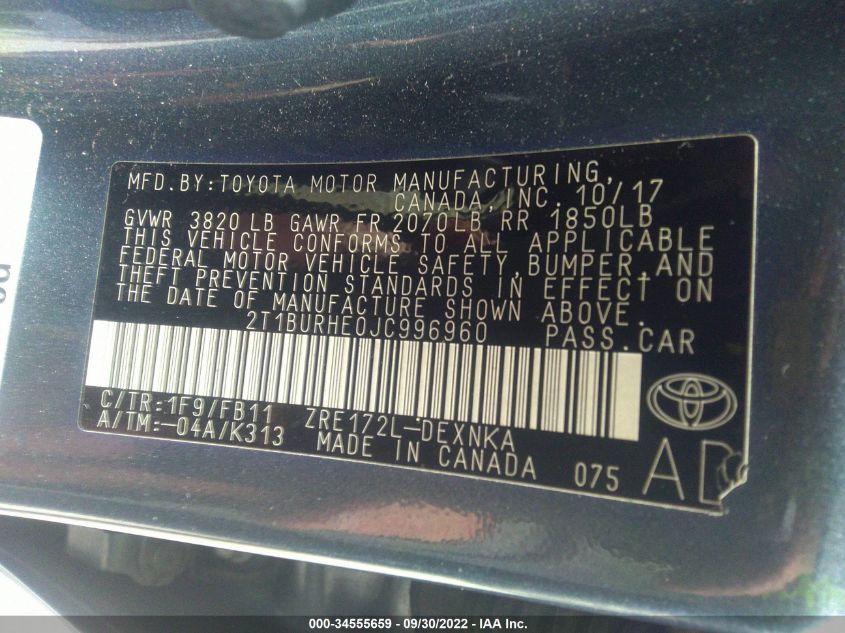 MFD.BY:TOYOTA MOTOR MANUFACTURING,
CANADA,INC. 10/17
GVWR 3820 LB GAWR FR 2070 LB RR 1850LB
THIS VEHICLE CONFORMS TO ALL APPLICABLE
FEDERAL MOTOR VEHICLE SAFETY,BUMPER,AND
THEFT PREVENTION STANDARDS IN EFFECT ON
THE DATE OF MANUFACTURE SHOWN ABOVE.
2T1BURHE0JC996960 PASS.CAR
C/TR:1F9/FB11 ZRE172L-DEXNKA
A/TM:-04A/K313 MADE IN CANADA 075
000-34555659 - 09/30/2022 - IAA Inc.